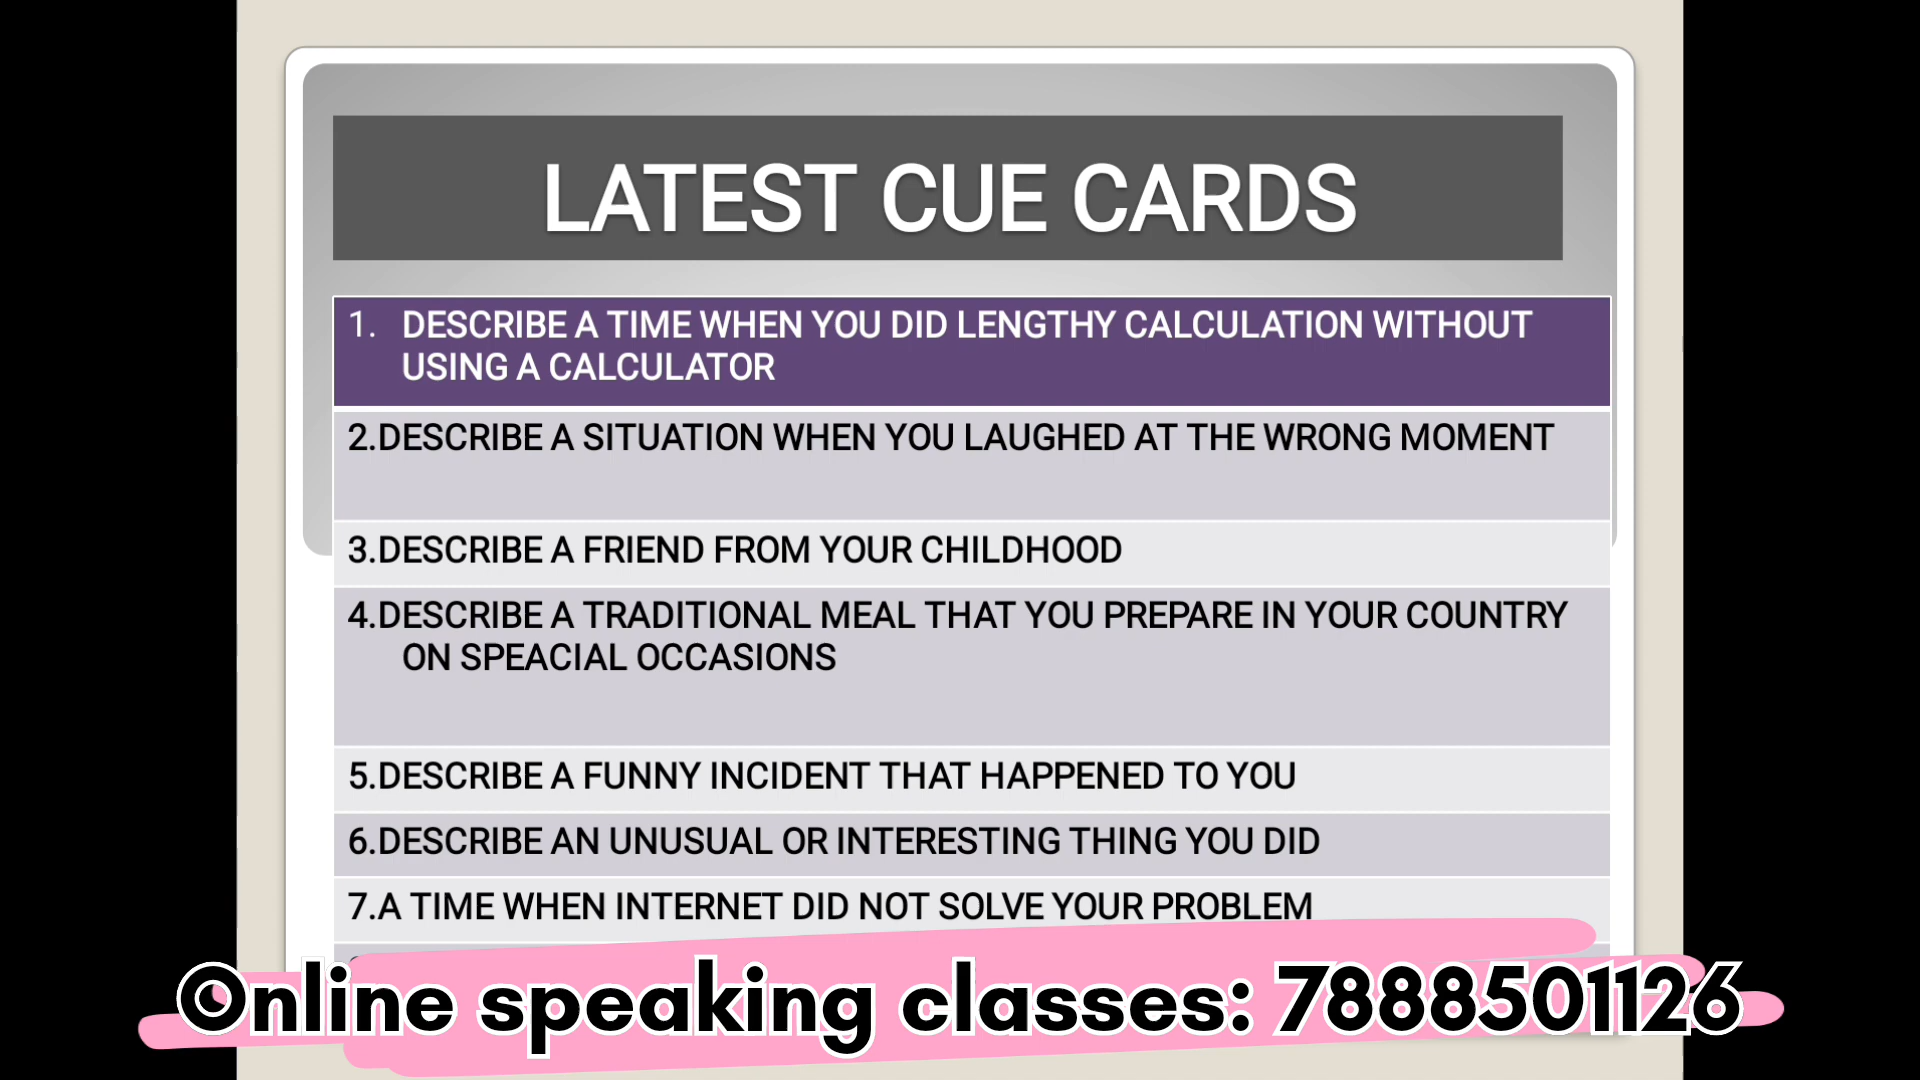 LATEST CUE CARDS
1. DESCRIBE A TIME WHEN YOU DID LENGTHY CALCULATION WITHOUT
USING A CALCULATOR
2.DESCRIBE A SITUATION WHEN YOU LAUGHED AT THE WRONG MOMENT
3.DESCRIBE A FRIEND FROM YOUR CHILDHOOD
4.DESCRIBE A TRADITIONAL MEAL THAT YOU PREPARE IN YOUR COUNTRY
ON SPEACIAL OCCASIONS
5.DESCRIBE A FUNNY INCIDENT THAT HAPPENED TO YOU
6.DESCRIBE AN UNUSUAL OR INTERESTING THING YOU DID
7.A TIME WHEN INTERNET DID NOT SOLVE YOUR PROBLEM
Online speaking classes: 7888501126